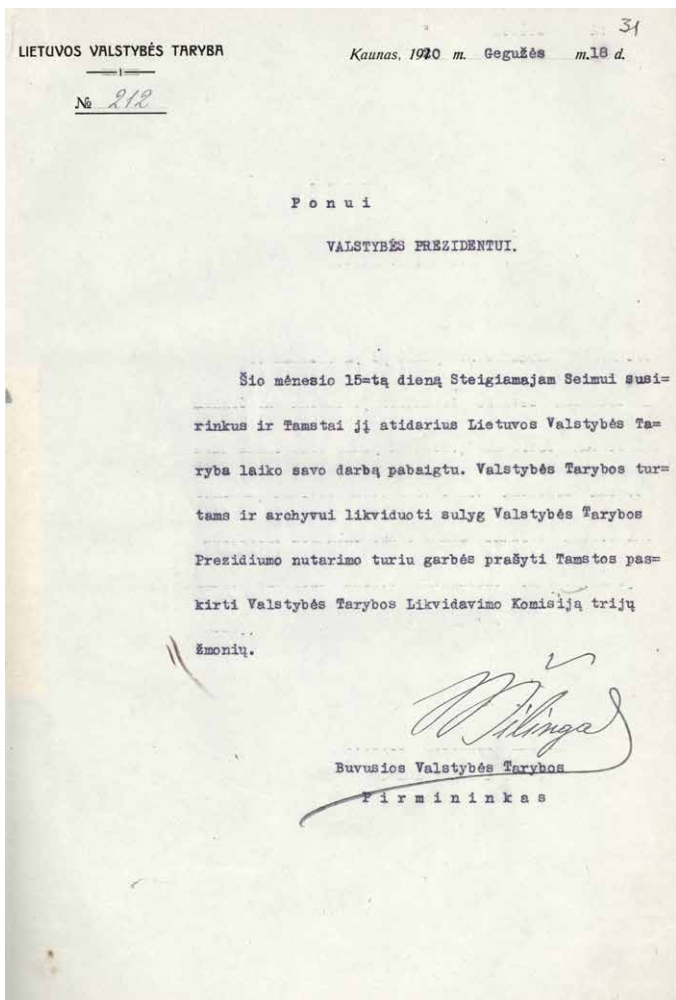 31
LIETUVOS VALSTYBĖS TARYBA
Kaunas, 1920 m. Gegužės m. 18 d.
№ 212
Ponui
VALSTYBĖS PREZIDENTUI.
Šio mėnesio 15=tą dieną Steigiamajam Seimui susi=
rinkus ir Tamstai jį atidarius Lietuvos Valstybės Ta=
ryba laiko savo darbą pabaigtu. Valstybės Tarybos tur=
tams ir archyvui likviduoti sulyg Valstybės Tarybos
Prezidiumo nutarimo turiu garbės prašyti Tamstos pas=
kirti Valstybės Tarybos Likvidavimo Komisiją trijų
žmonių.
Šilinga
Buvusios Valstybės Tarybos
Pirmininkas